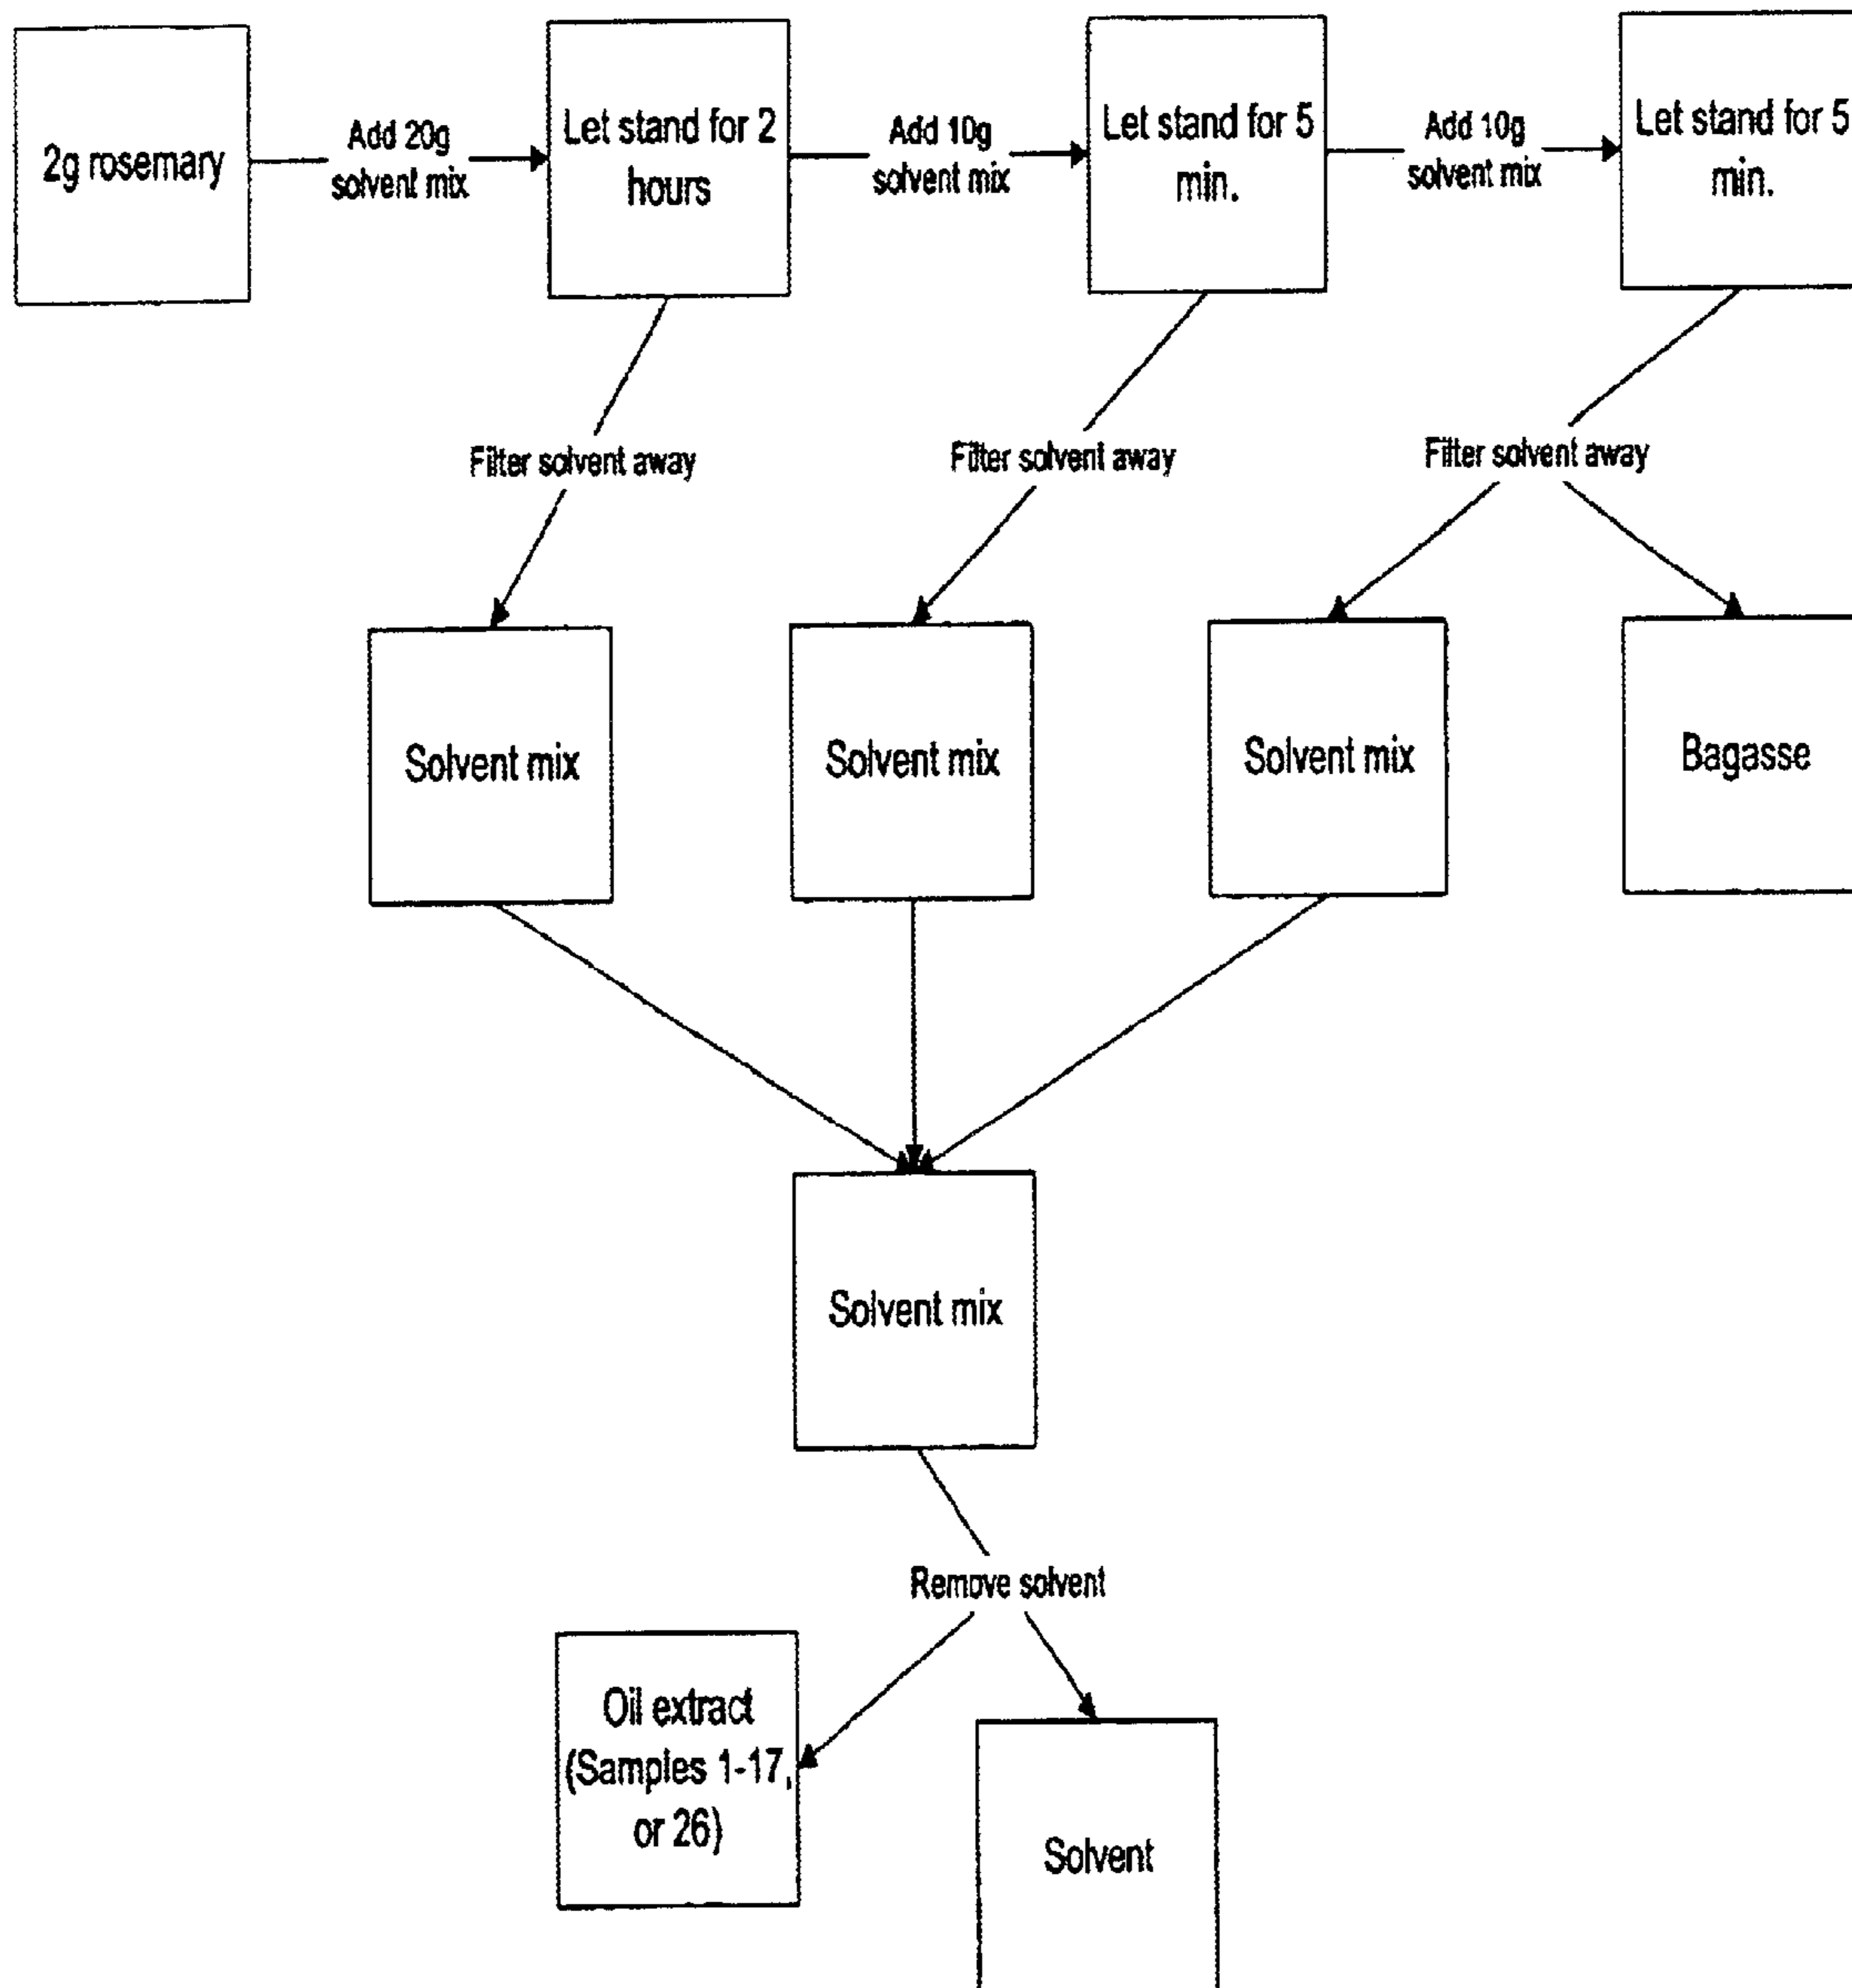 2g rosemary
Add 20g
solvent mix
Let stand for 2
hours
Add 10g
solvent mix
Let stand for 5
min.
Add 10g
solvent mix
Let stand for 5
min.
Filter solvent away
Filter solvent away
Filter solvent away
Solvent mix
Solvent mix
Solvent mix
Bagasse
Solvent mix
Remove solvent
Oil extract
(Samples 1-17,
or 26)
Solvent